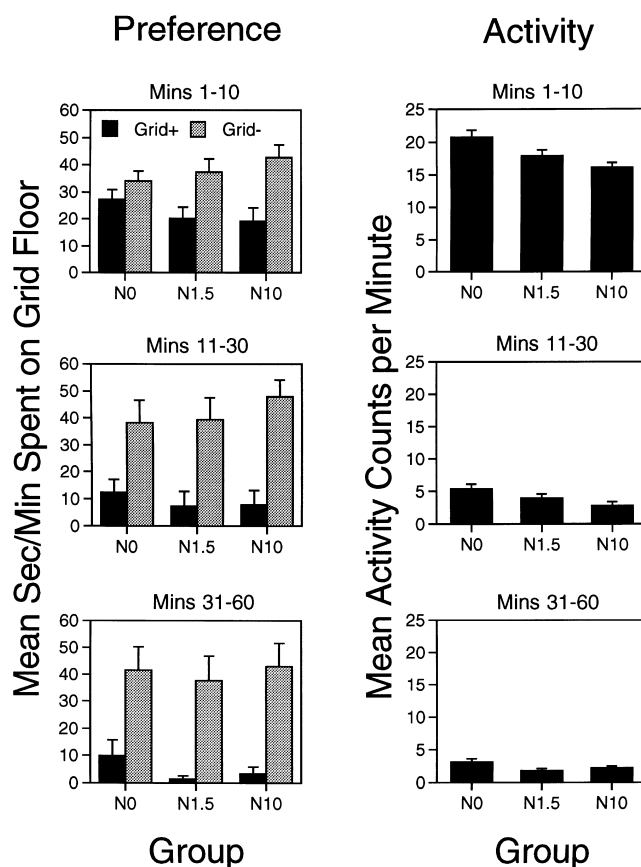 Preference
Activity
Mean Sec/Min Spent on Grid Floor
Mins 1-10
60
50
40
30
20
10
0
Grid+
Grid-
N0 N1.5 N10
Mins 11-30
60
50
40
30
20
10
0
N0 N1.5 N10
Mins 31-60
60
50
40
30
20
10
0
N0 N1.5 N10
Group
Mean Activity Counts per Minute
Mins 1-10
25
20
15
10
5
0
N0 N1.5 N10
Mins 11-30
25
20
15
10
5
0
N0 N1.5 N10
Mins 31-60
25
20
15
10
5
0
N0 N1.5 N10
Group